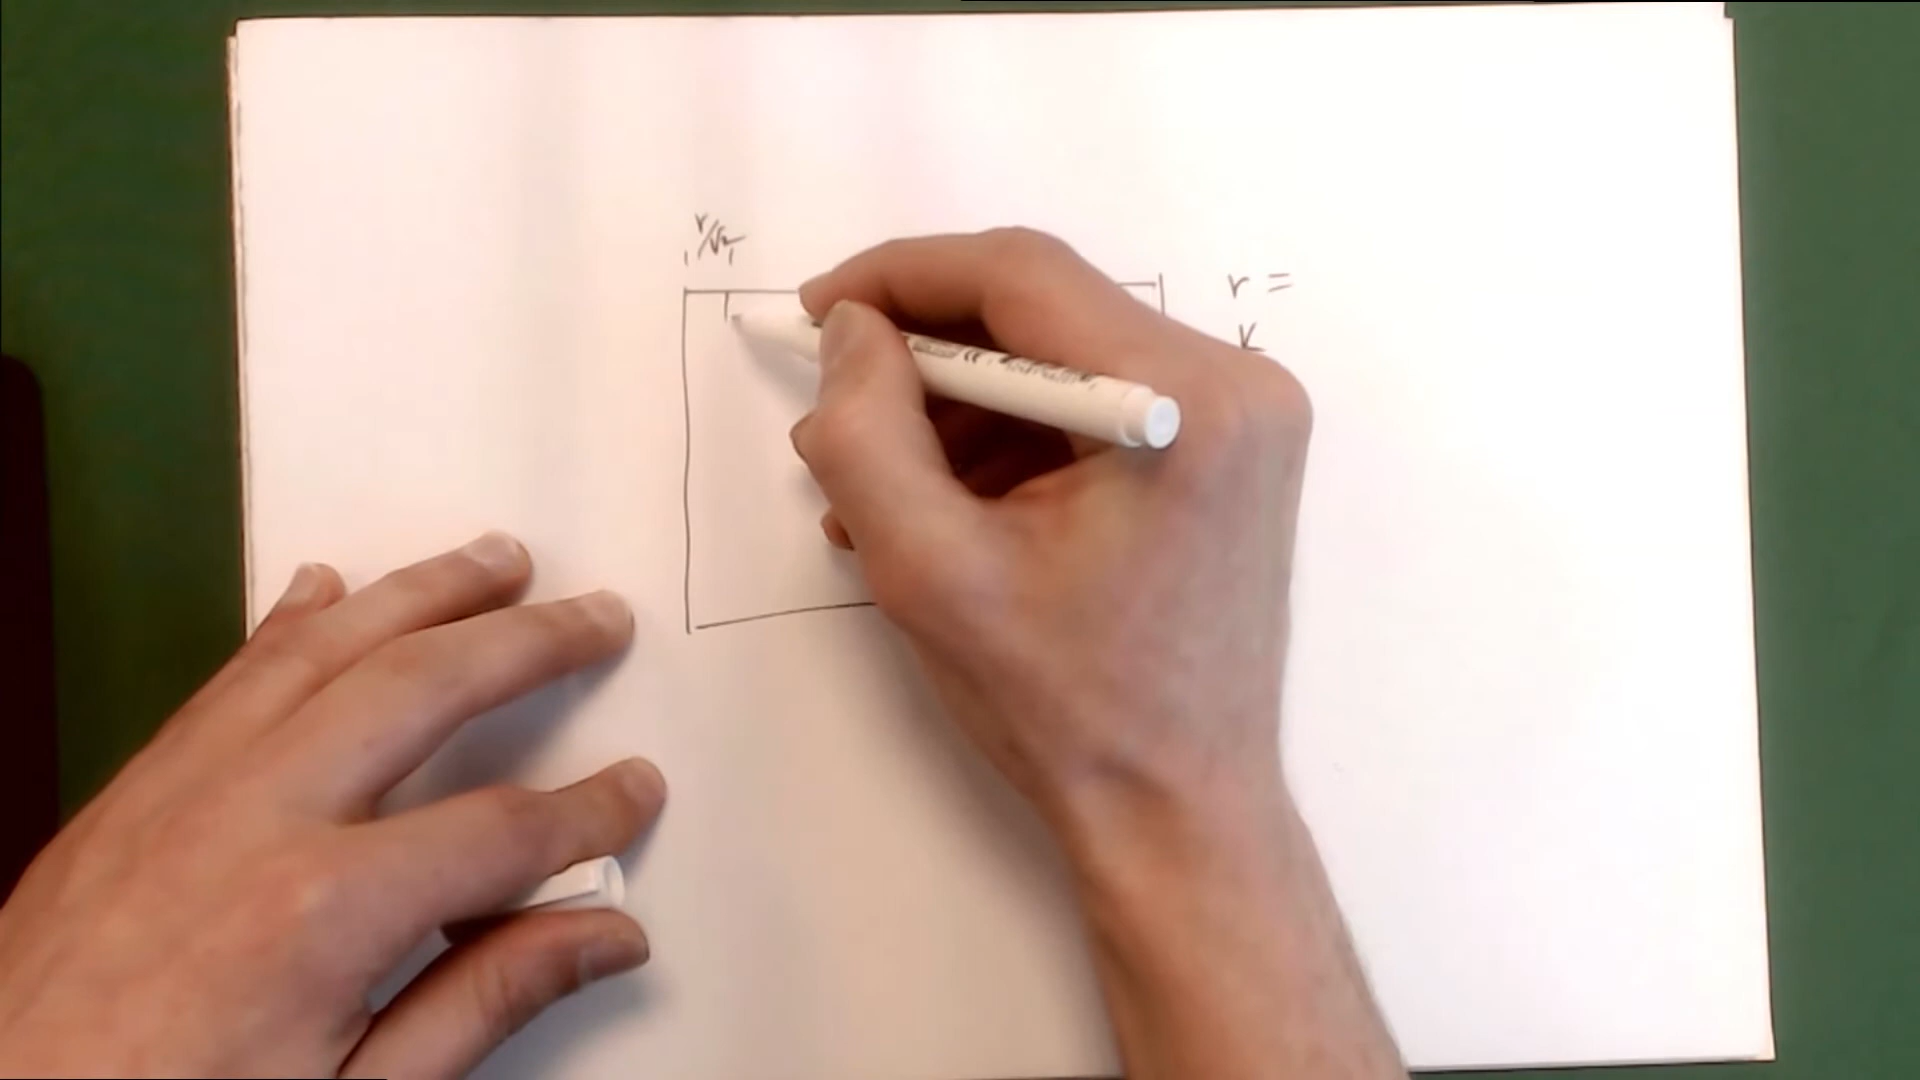 r/√2
r =
k